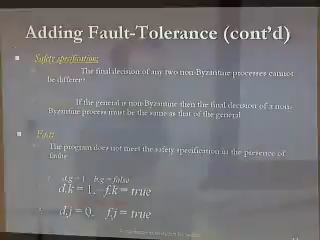 Adding Fault-Tolerance (cont'd)
Safety specification:
The final decision of any two non-Byzantine processes cannot
be different
If the general is non-Byzantine then the final decision of a non-
Byzantine process must be the same as that of the general
The program does not meet the safety specification in the presence of
faults
d.g = 1 b.g = false
d.k = 1, f.k = true
d.j = 0, f.j = true